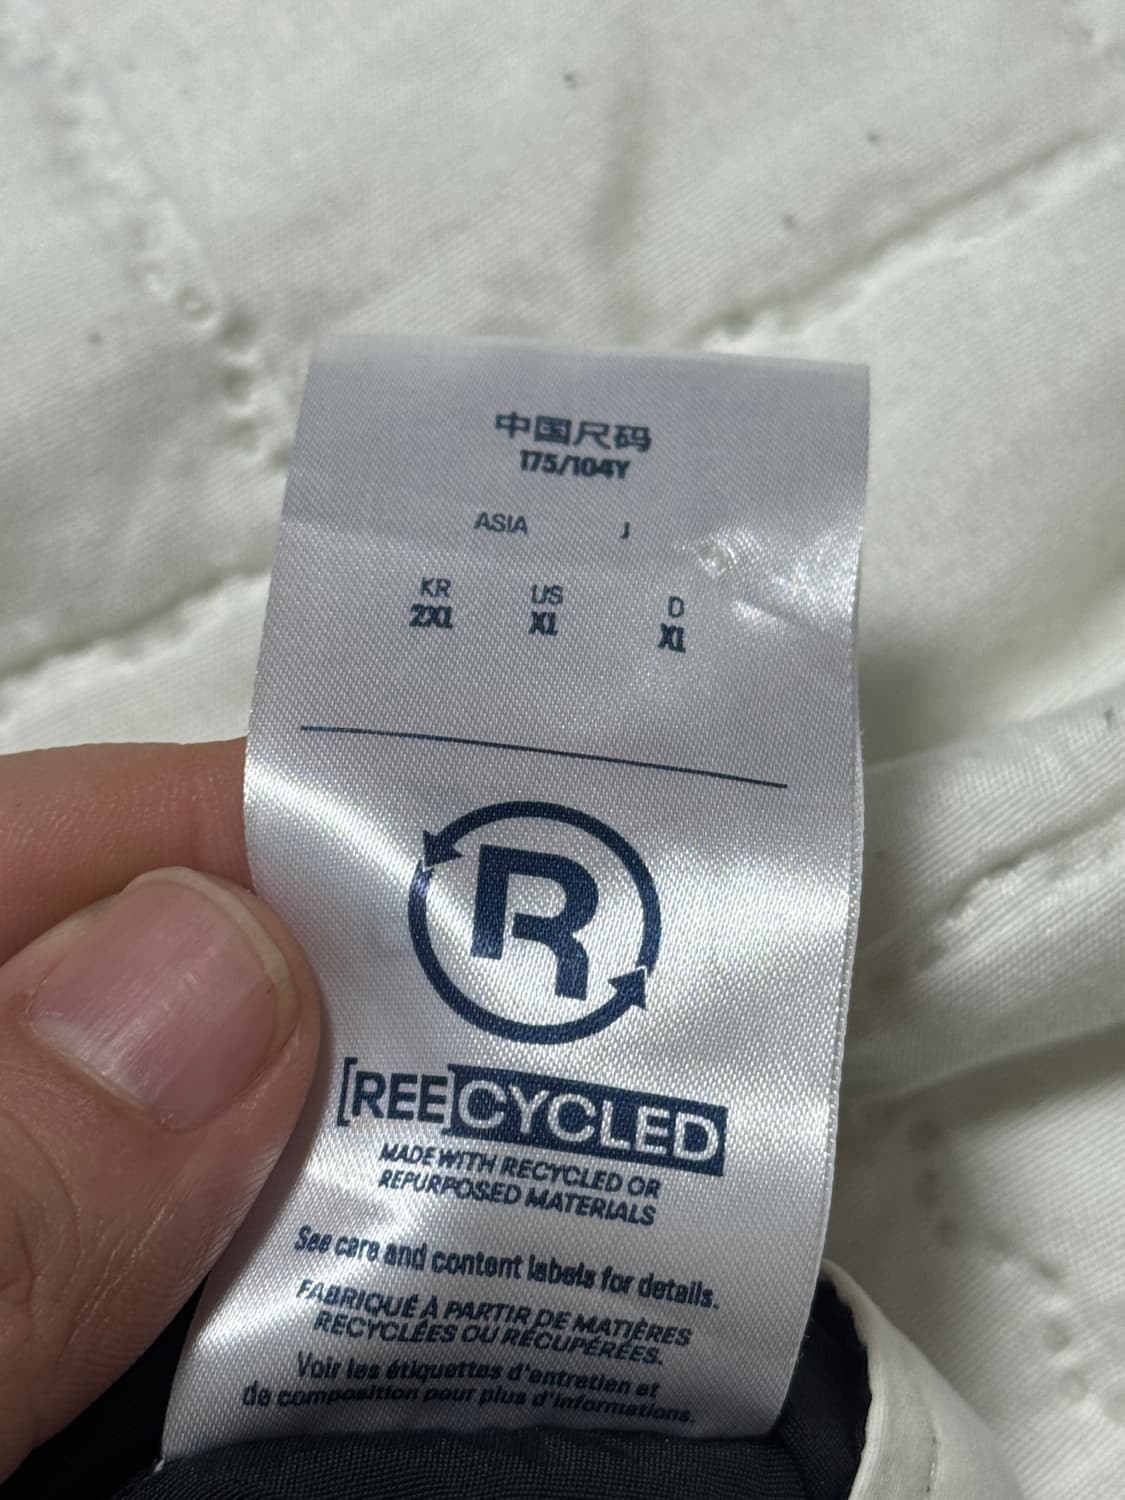 中国尺码
175/104Y
ASIA J
KR US D
2XL XL XL
R
[REE]CYCLED
MADE WITH RECYCLED OR
REPURPOSED MATERIALS
See care and content labels for details.
FABRIQUÉ À PARTIR DE MATIÈRES
RECYCLÉES OU RÉCUPÉRÉES.
Voir les étiquettes d'entretien et
de composition pour plus d'informations.